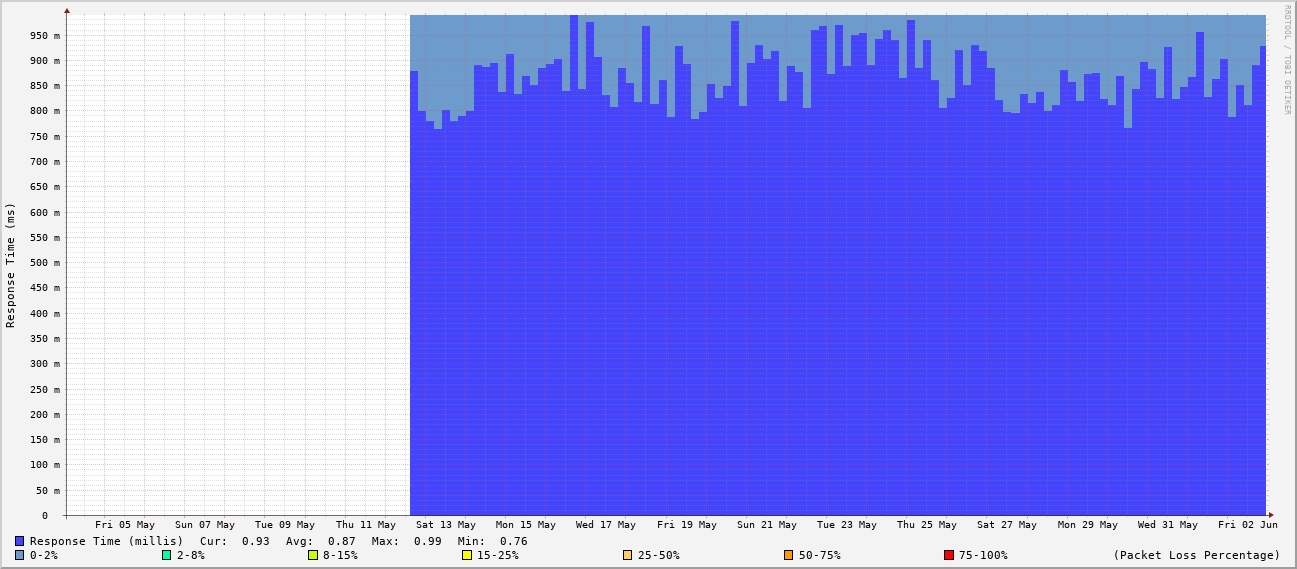 RRDTOOL / TOBI OETIKER
Response Time (ms)
950 m
900 m
850 m
800 m
750 m
700 m
650 m
600 m
550 m
500 m
450 m
400 m
350 m
300 m
250 m
200 m
150 m
100 m
50 m
0
Fri 05 May Sun 07 May Tue 09 May Thu 11 May Sat 13 May Mon 15 May Wed 17 May Fri 19 May Sun 21 May Tue 23 May Thu 25 May Sat 27 May Mon 29 May Wed 31 May Fri 02 Jun
Response Time (millis) Cur: 0.93 Avg: 0.87 Max: 0.99 Min: 0.76
0-2% 2-8% 8-15% 15-25% 25-50% 50-75% 75-100% (Packet Loss Percentage)